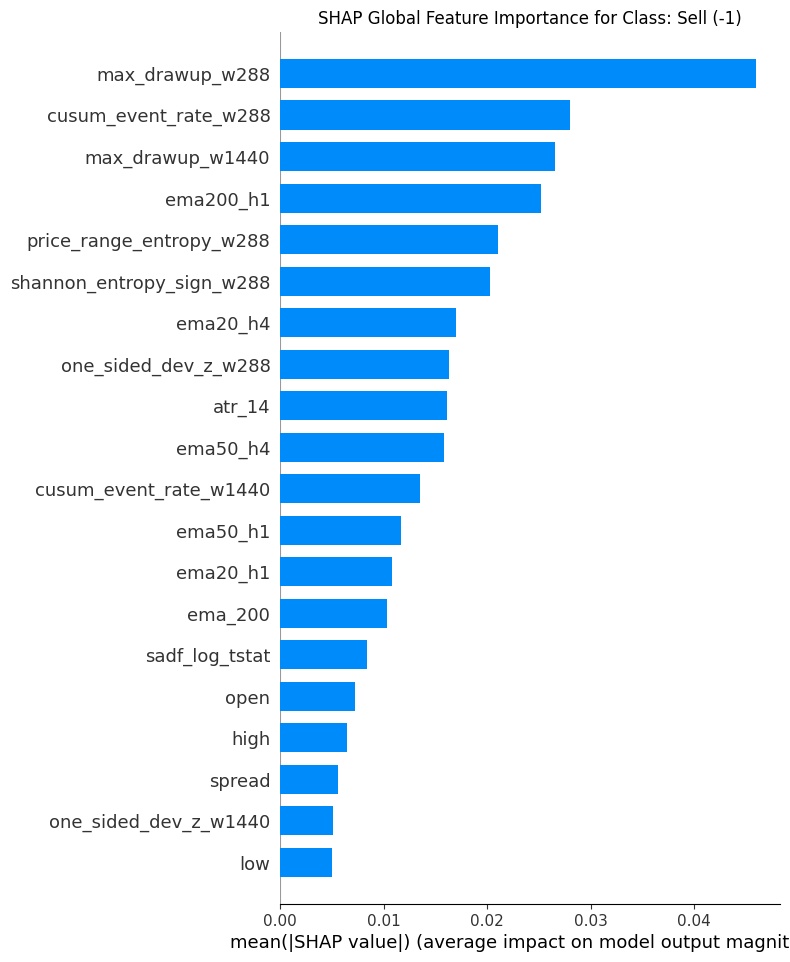 SHAP Global Feature Importance for Class: Sell (-1)
max_drawup_w288
cusum_event_rate_w288
max_drawup_w1440
ema200_h1
price_range_entropy_w288
shannon_entropy_sign_w288
ema20_h4
one_sided_dev_z_w288
atr_14
ema50_h4
cusum_event_rate_w1440
ema50_h1
ema20_h1
ema_200
sadf_log_tstat
open
high
spread
one_sided_dev_z_w1440
low
0.00 0.01 0.02 0.03 0.04
mean(|SHAP value|) (average impact on model output magnit